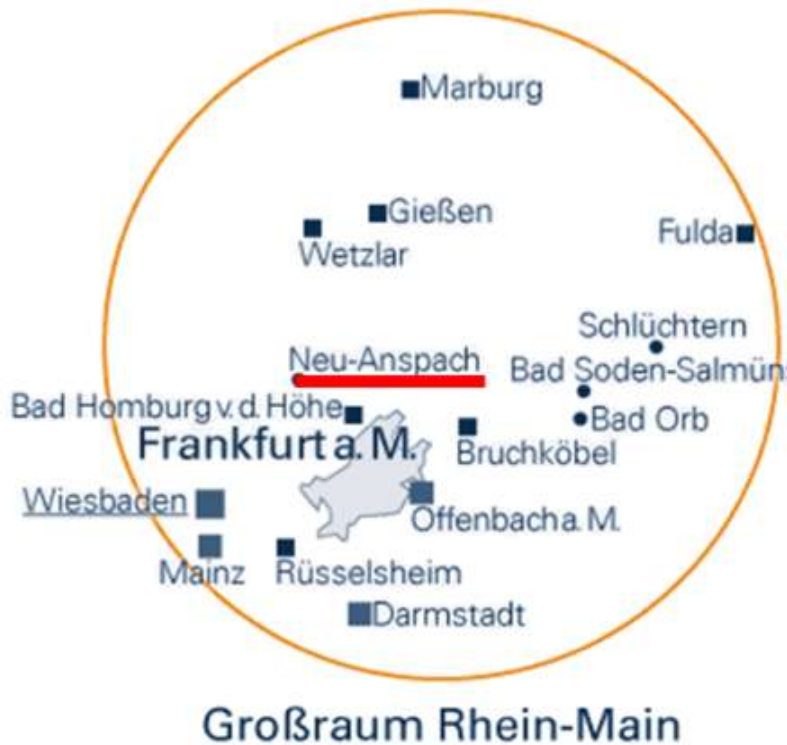 Marburg
Gießen
Wetzlar
Fulda
Schlüchtern
Neu-Anspach
Bad Soden-Salmüns
Bad Homburg v. d. Höhe
Bad Orb
Frankfurt a. M.
Bruchköbel
Wiesbaden
Offenbach a. M.
Mainz
Rüsselsheim
Darmstadt
Großraum Rhein-Main